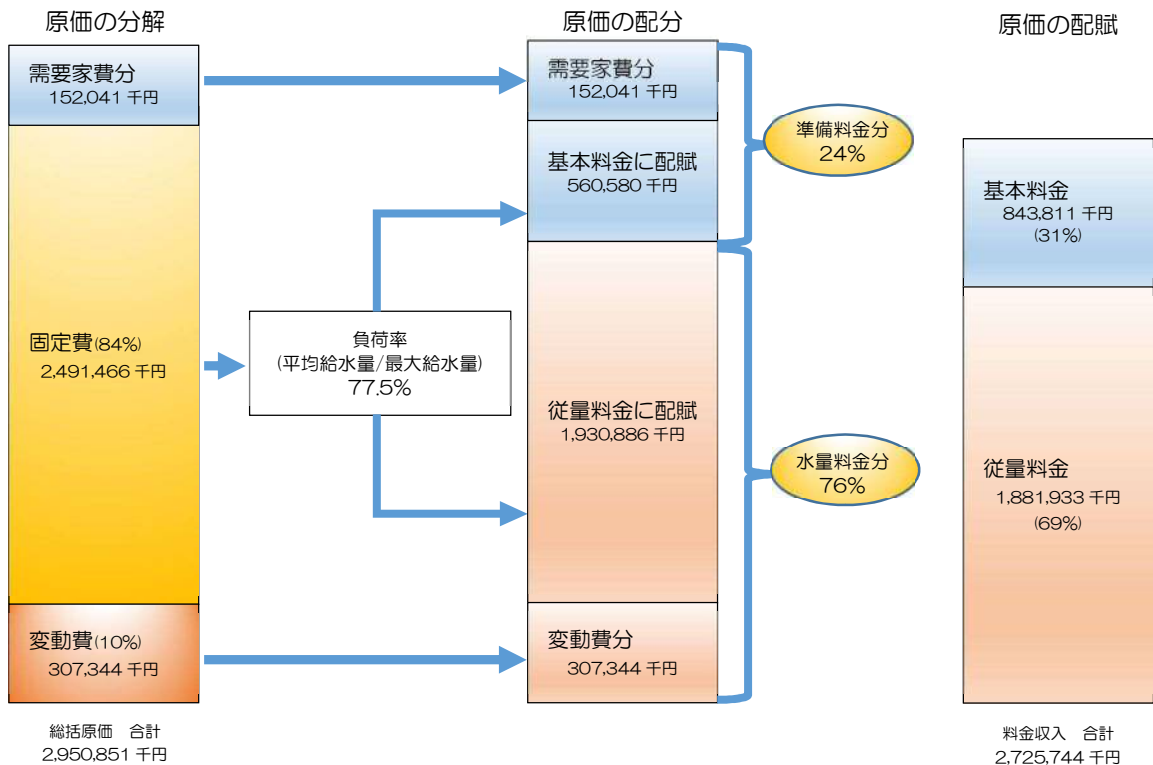 原価の分解
需要家費分
152,041 千円
固定費(84%)
2,491,466 千円
変動費(10%)
307,344 千円
総括原価 合計
2,950,851 千円
負荷率
(平均給水量/最大給水量)
77.5%
原価の配分
需要家費分
152,041 千円
基本料金に配賦
560,580 千円
従量料金に配賦
1,930,886 千円
変動費分
307,344 千円
準備料金分
24%
水量料金分
76%
原価の配賦
基本料金
843,811 千円
(31%)
従量料金
1,881,933 千円
(69%)
料金収入 合計
2,725,744 千円